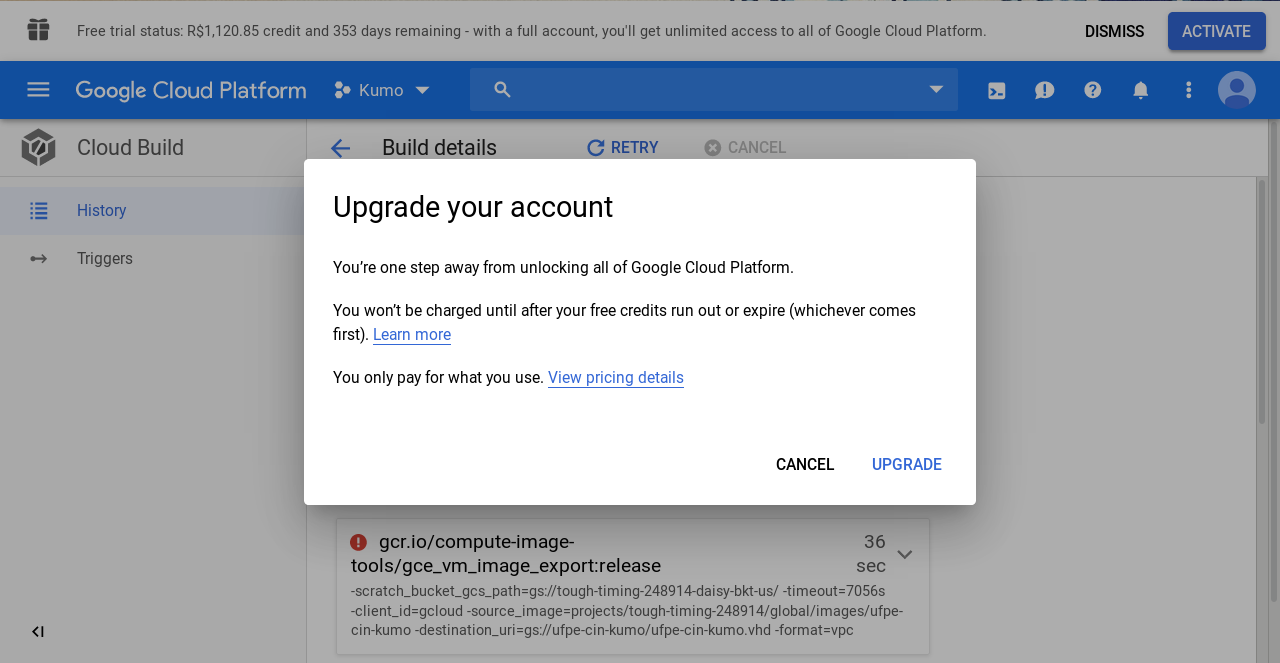 Free trial status: R$1,120.85 credit and 353 days remaining - with a full account, you'll get unlimited access to all of Google Cloud Platform.
DISMISS
ACTIVATE
Google Cloud Platform
Kumo
Cloud Build
Build details
RETRY
CANCEL
History
Triggers
Upgrade your account
You’re one step away from unlocking all of Google Cloud Platform.
You won’t be charged until after your free credits run out or expire (whichever comes
first). Learn more
You only pay for what you use. View pricing details
CANCEL
UPGRADE
gcr.io/compute-image-
tools/gce_vm_image_export:release
36
sec
-scratch_bucket_gcs_path=gs://tough-timing-248914-daisy-bkt-us/ -timeout=7056s
-client_id=gcloud -source_image=projects/tough-timing-248914/global/images/ufpe-
cin-kumo -destination_uri=gs://ufpe-cin-kumo/ufpe-cin-kumo.vhd -format=vpc